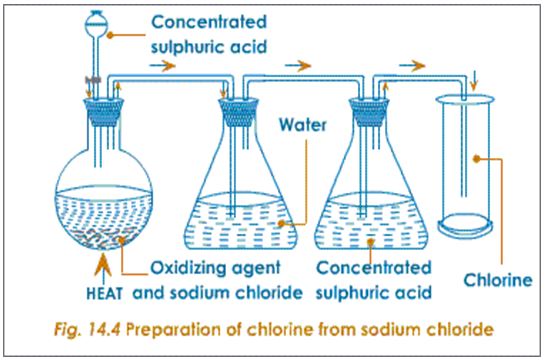 Concentrated
sulphuric acid
Water
Oxidizing agent
HEAT and sodium chloride
Concentrated
sulphuric acid
Chlorine
Fig. 14.4 Preparation of chlorine from sodium chloride